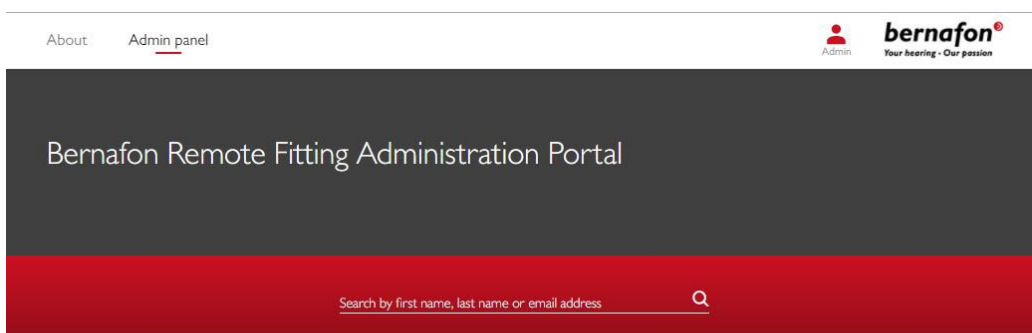 About Admin panel
Admin
bernafon®
Your hearing - Our passion
Bernafon Remote Fitting Administration Portal
Search by first name, last name or email address